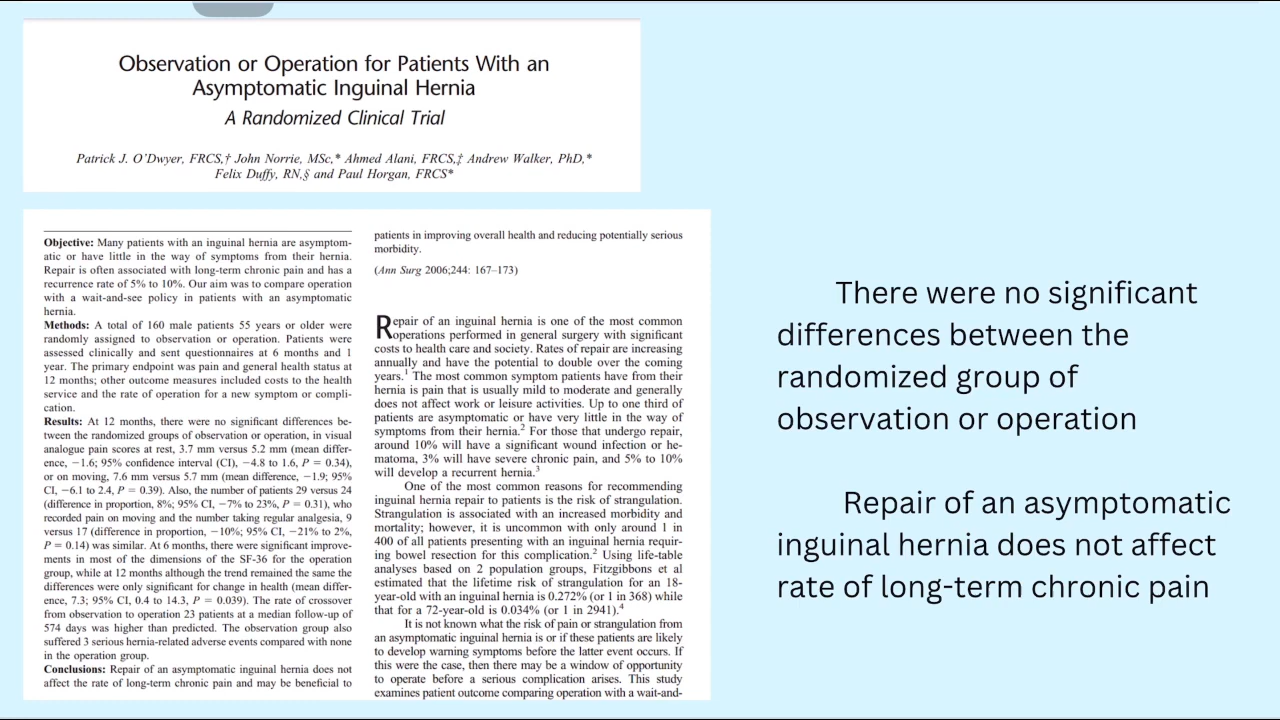 Observation or Operation for Patients With an
Asymptomatic Inguinal Hernia
A Randomized Clinical Trial
Patrick J. O'Dwyer, FRCS,† John Norrie, MSc,* Ahmed Alani, FRCS,‡ Andrew Walker, PhD,*
Felix Duffy, RN,§ and Paul Horgan, FRCS*
Objective: Many patients with an inguinal hernia are asymptom-
atic or have little in the way of symptoms from their hernia.
Repair is often associated with long-term chronic pain and has a
recurrence rate of 5% to 10%. Our aim was to compare operation
with a wait-and-see policy in patients with an asymptomatic
hernia.
Methods: A total of 160 male patients 55 years or older were
randomly assigned to observation or operation. Patients were
assessed clinically and sent questionnaires at 6 months and 1
year. The primary endpoint was pain and general health status at
12 months; other outcome measures included costs to the health
service and the rate of operation for a new symptom or compli-
cation.
Results: At 12 months, there were no significant differences be-
tween the randomized groups of observation or operation, in visual
analogue pain scores at rest, 3.7 mm versus 5.2 mm (mean differ-
ence, −1.6; 95% confidence interval (CI), −4.8 to 1.6, P = 0.34),
or on moving, 7.6 mm versus 5.7 mm (mean difference, −1.9; 95%
CI, −6.1 to 2.4, P = 0.39). Also, the number of patients 29 versus 24
(difference in proportion, 8%; 95% CI, −7% to 23%, P = 0.31), who
recorded pain on moving and the number taking regular analgesia, 9
versus 17 (difference in proportion, −10%; 95% CI, −21% to 2%,
P = 0.14) was similar. At 6 months, there were significant improve-
ments in most of the dimensions of the SF-36 for the operation
group, while at 12 months although the trend remained the same the
differences were only significant for change in health (mean differ-
ence, 7.3; 95% CI, 0.4 to 14.3, P = 0.039). The rate of crossover
from observation to operation 23 patients at a median follow-up of
574 days was higher than predicted. The observation group also
suffered 3 serious hernia-related adverse events compared with none
in the operation group.
Conclusions: Repair of an asymptomatic inguinal hernia does not
affect the rate of long-term chronic pain and may be beneficial to
patients in improving overall health and reducing potentially serious
morbidity.
(Ann Surg 2006;244: 167–173)
Repair of an inguinal hernia is one of the most common
operations performed in general surgery with significant
costs to health care and society. Rates of repair are increasing
annually and have the potential to double over the coming
years.1 The most common symptom patients have from their
hernia is pain that is usually mild to moderate and generally
does not affect work or leisure activities. Up to one third of
patients are asymptomatic or have very little in the way of
symptoms from their hernia.2 For those that undergo repair,
around 10% will have a significant wound infection or he-
matoma, 3% will have severe chronic pain, and 5% to 10%
will develop a recurrent hernia.3
One of the most common reasons for recommending
inguinal hernia repair to patients is the risk of strangulation.
Strangulation is associated with an increased morbidity and
mortality; however, it is uncommon with only around 1 in
400 of all patients presenting with an inguinal hernia requir-
ing bowel resection for this complication.2 Using life-table
analyses based on 2 population groups, Fitzgibbons et al
estimated that the lifetime risk of strangulation for an 18-
year-old with an inguinal hernia is 0.272% (or 1 in 368) while
that for a 72-year-old is 0.034% (or 1 in 2941).4
It is not known what the risk of pain or strangulation from
an asymptomatic inguinal hernia is or if these patients are likely
to develop warning symptoms before the latter event occurs. If
this were the case, then there may be a window of opportunity
to operate before a serious complication arises. This study
examines patient outcome comparing operation with a wait-and-
There were no significant
differences between the
randomized group of
observation or operation
Repair of an asymptomatic
inguinal hernia does not affect
rate of long-term chronic pain